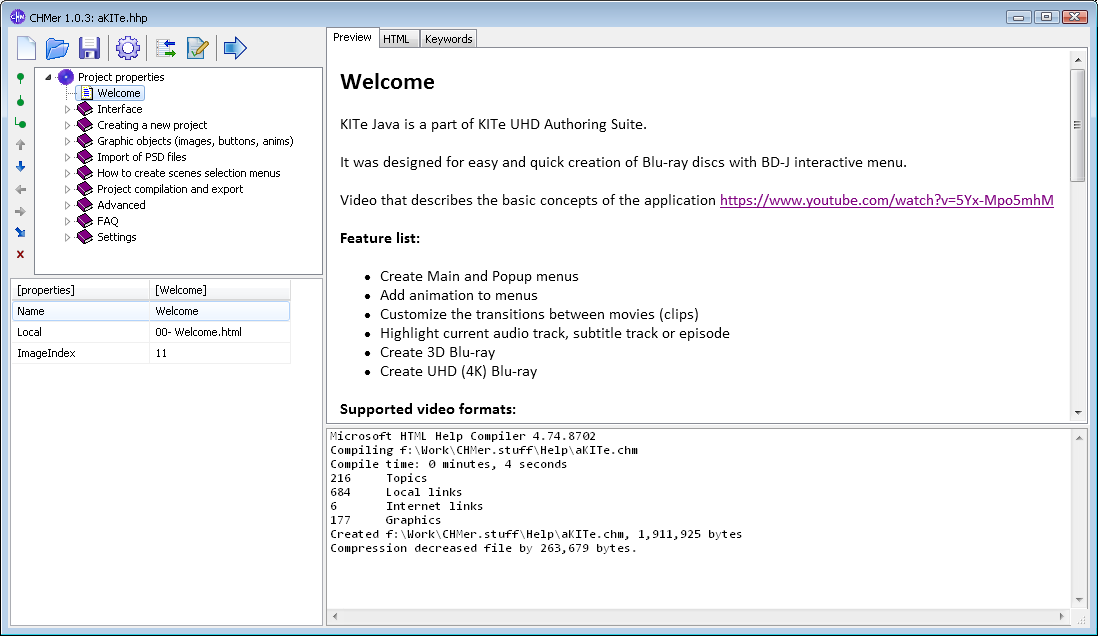 CHMer 1.0.3: aKITe.hhp
Preview HTML Keywords
Project properties
Welcome
Interface
Creating a new project
Graphic objects (images, buttons, anims)
Import of PSD files
How to create scenes selection menus
Project compilation and export
Advanced
FAQ
Settings
[properties] [Welcome]
Name Welcome
Local 00- Welcome.html
ImageIndex 11
Welcome
KITe Java is a part of KITe UHD Authoring Suite.
It was designed for easy and quick creation of Blu-ray discs with BD-J interactive menu.
Video that describes the basic concepts of the application https://www.youtube.com/watch?v=5Yx-Mpo5mhM
Feature list:
• Create Main and Popup menus
• Add animation to menus
• Customize the transitions between movies (clips)
• Highlight current audio track, subtitle track or episode
• Create 3D Blu-ray
• Create UHD (4K) Blu-ray
Supported video formats:
Microsoft HTML Help Compiler 4.74.8702
Compiling f:\Work\CHMer.stuff\Help\aKITe.chm
Compile time: 0 minutes, 4 seconds
216 Topics
684 Local links
6 Internet links
177 Graphics
Created f:\Work\CHMer.stuff\Help\aKITe.chm, 1,911,925 bytes
Compression decreased file by 263,679 bytes.